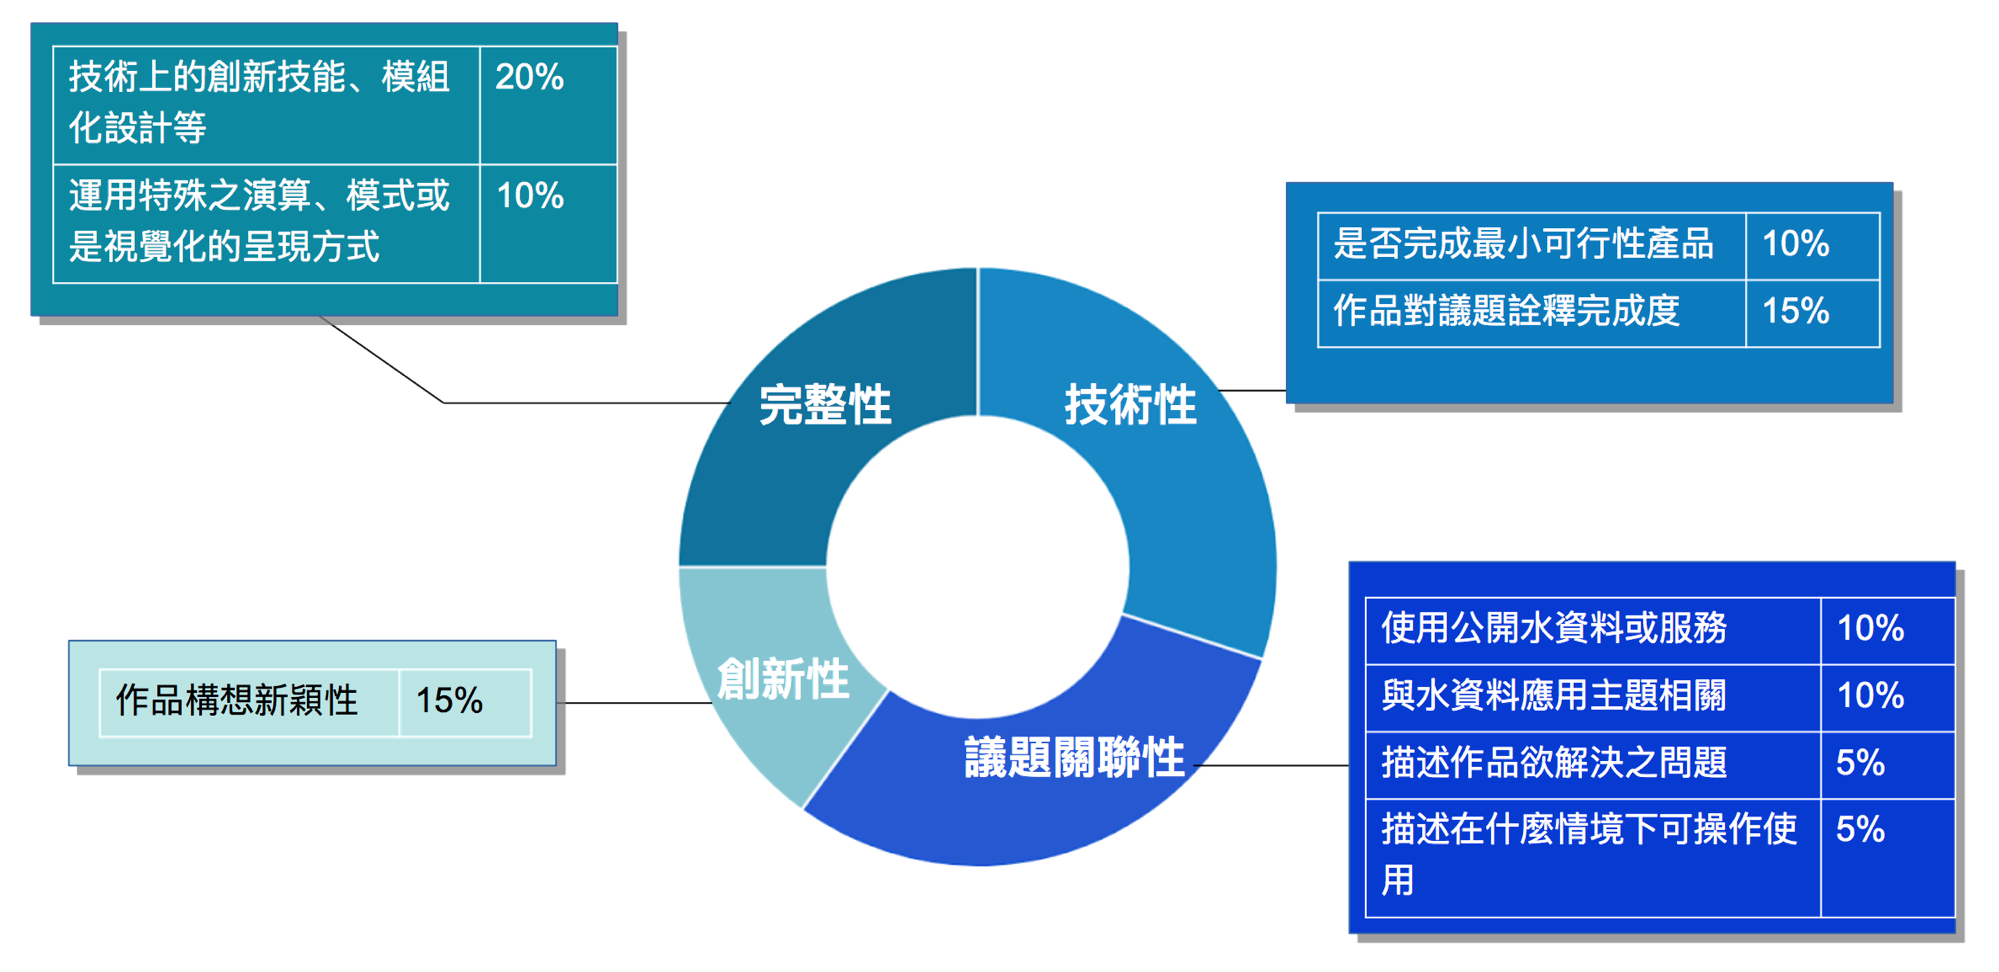 技術上的創新技能、模組 20%
化設計等
運用特殊之演算、模式或 10%
是視覺化的呈現方式
是否完成最小可行性產品 10%
作品對議題詮釋完成度 15%
完整性
技術性
創新性
議題關聯性
作品構想新穎性 15%
使用公開水資料或服務 10%
與水資料應用主題相關 10%
描述作品欲解決之問題 5%
描述在什麼情境下可操作使 5%
用